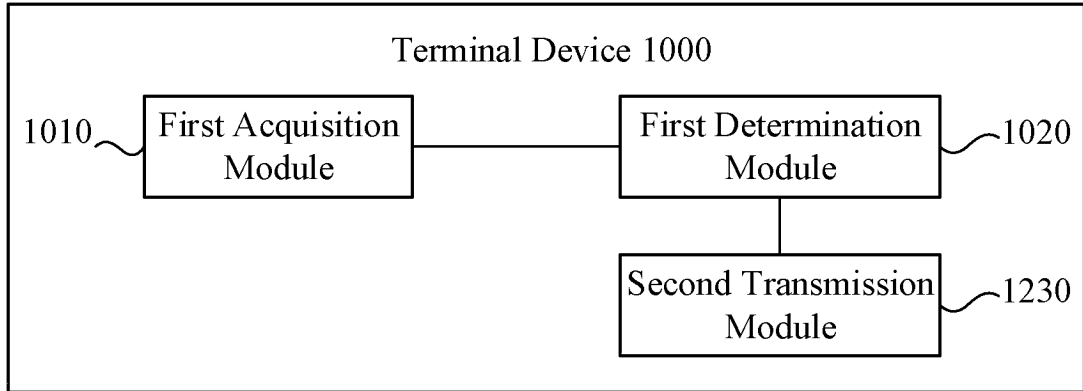 Terminal Device 1000
1010
First Acquisition
Module
First Determination
Module
1020
Second Transmission
Module
1230